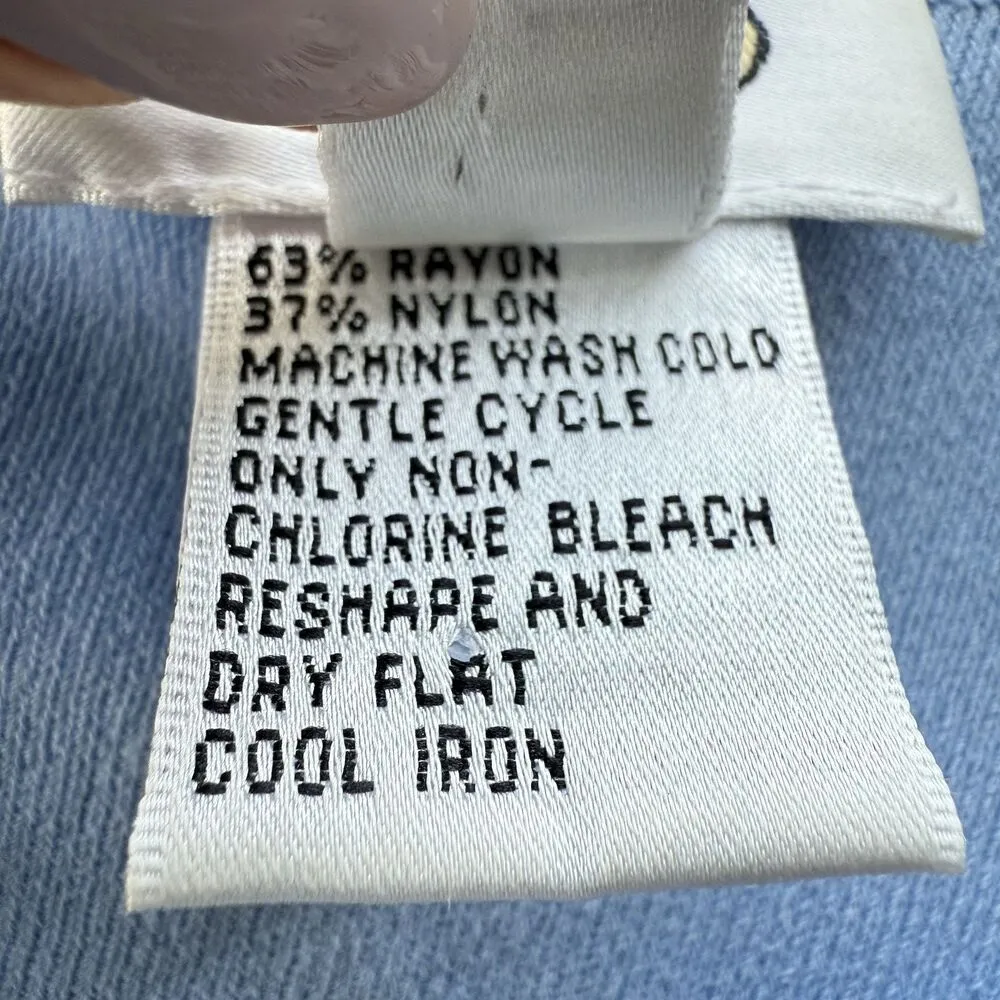 63% RAYON
37% NYLON
MACHINE WASH COLD
GENTLE CYCLE
ONLY NON-
CHLORINE BLEACH
RESHAPE AND
DRY FLAT
COOL IRON